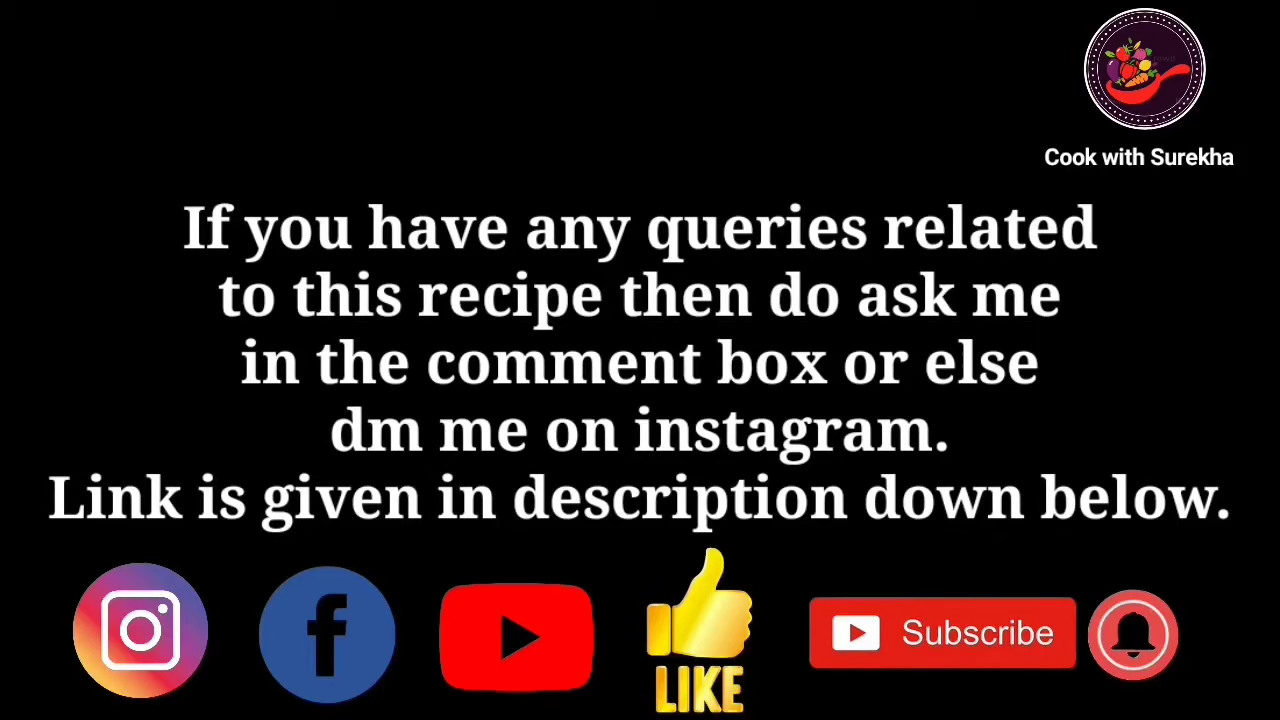 Cook with Surekha
If you have any queries related
to this recipe then do ask me
in the comment box or else
dm me on instagram.
Link is given in description down below.
LIKE
Subscribe